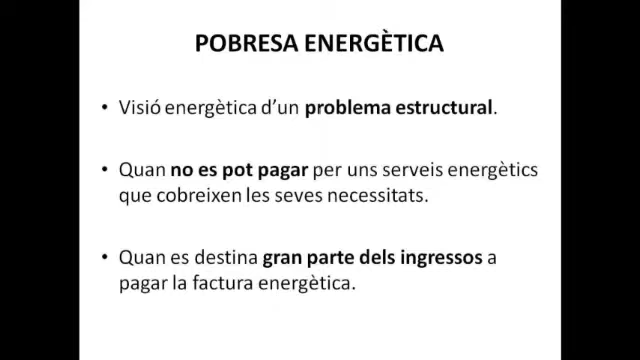 POBRESA ENERGÈTICA
• Visió energètica d'un problema estructural.
• Quan no es pot pagar per uns serveis energètics
que cobreixen les seves necessitats.
• Quan es destina gran parte dels ingressos a
pagar la factura energètica.